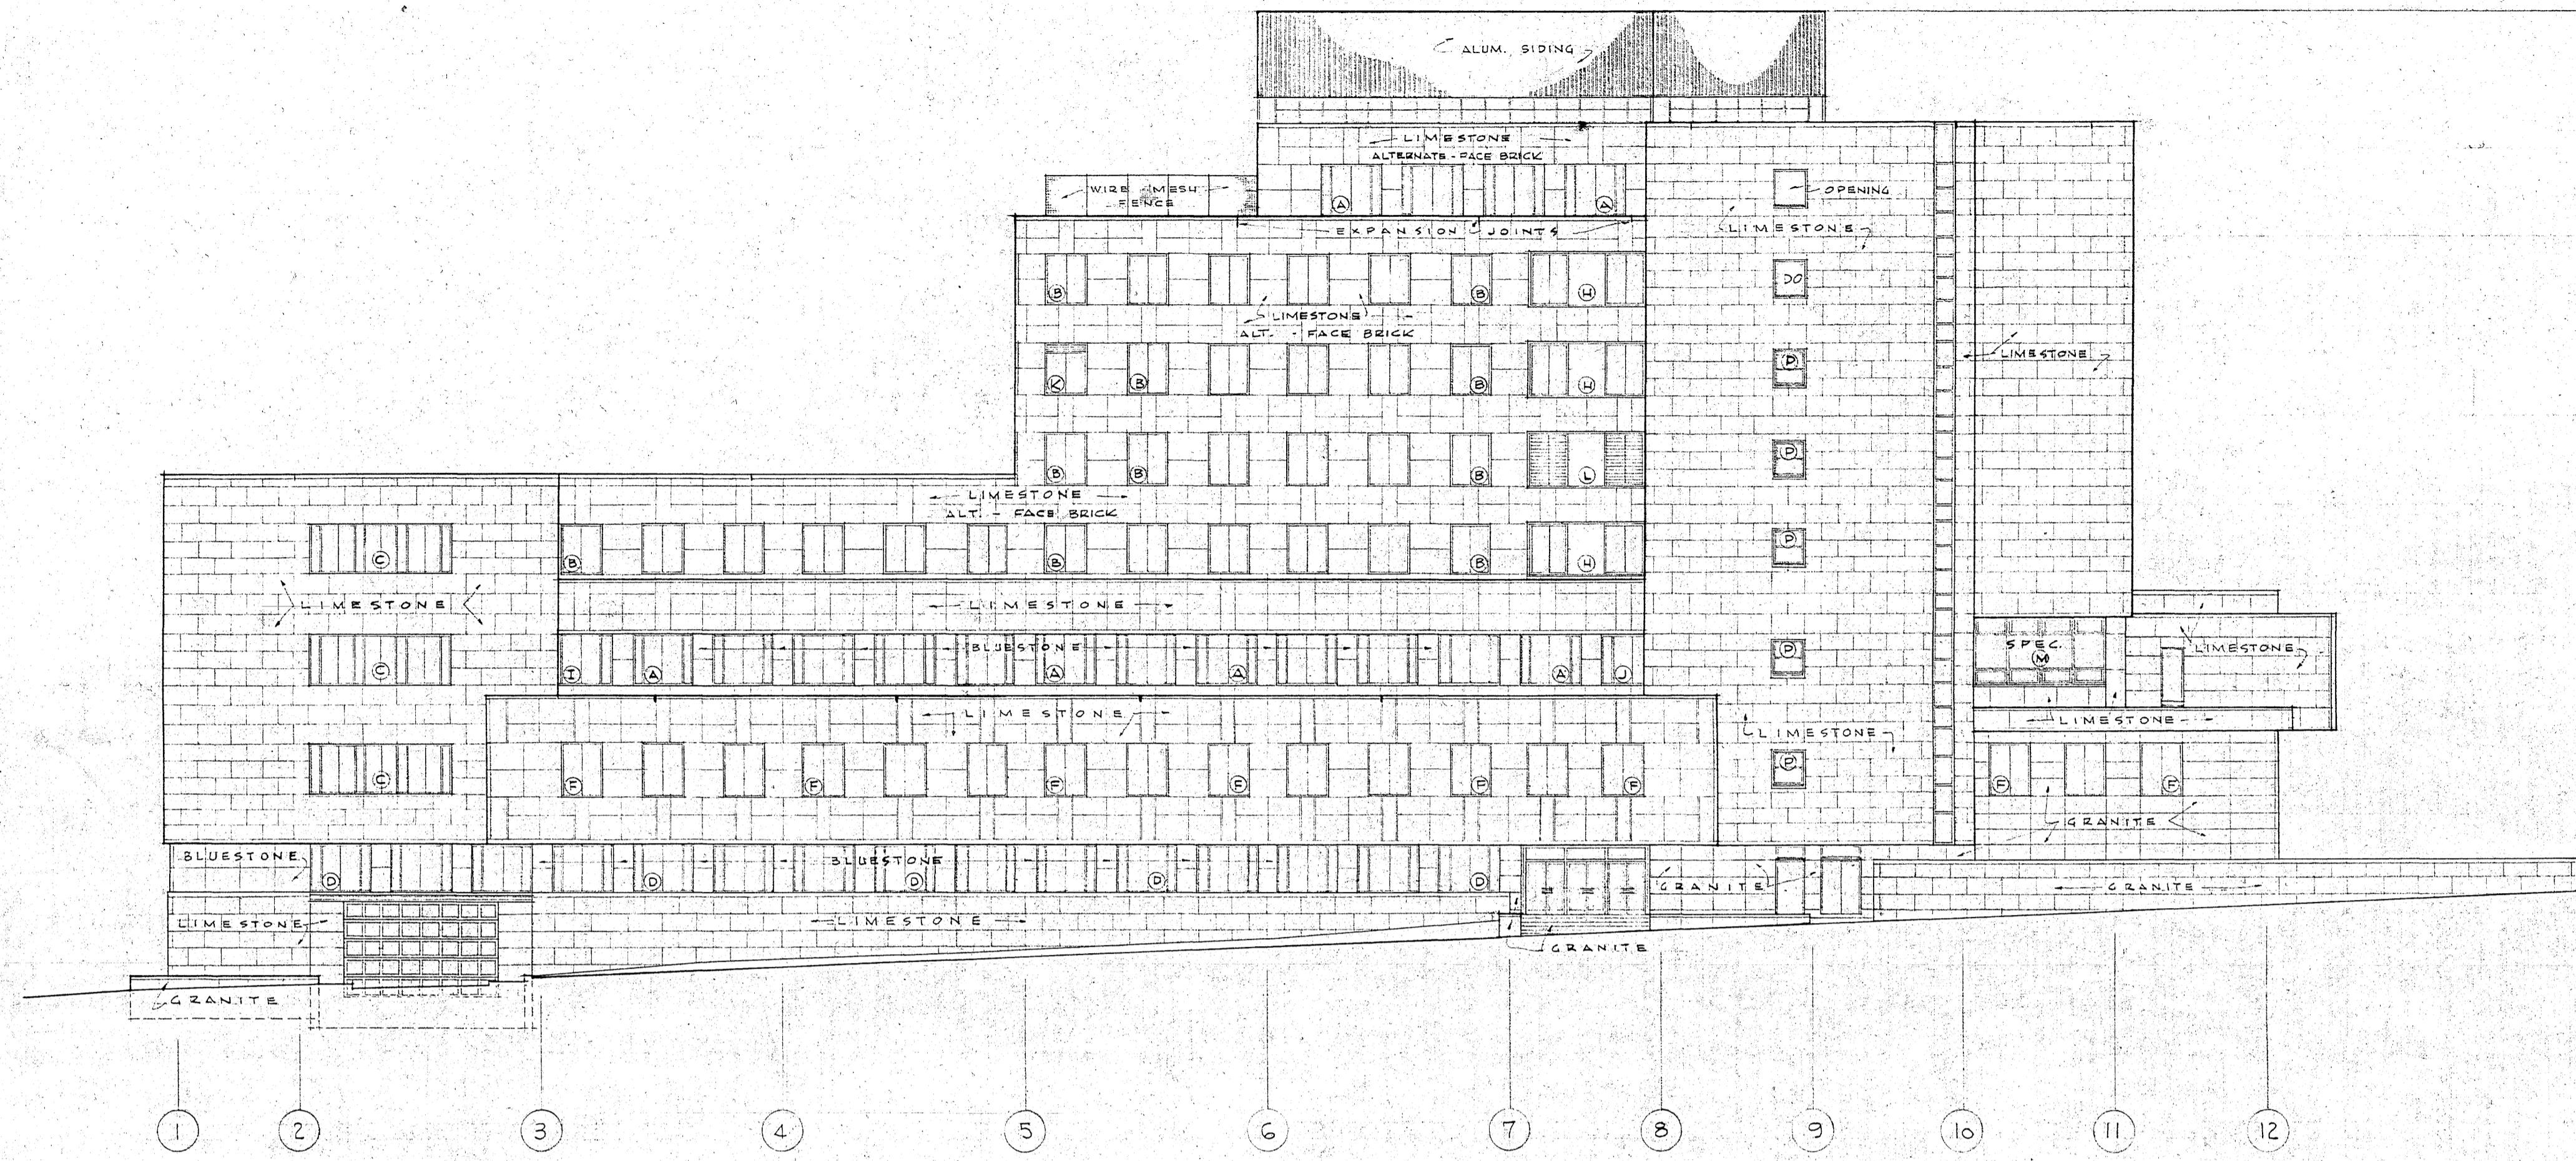 ALUM. SIDING
LIMESTONE
ALTERNATE - FACE BRICK
WIRE MESH
FENCE
A A
OPENING
EXPANSION JOINTS
LIMESTONE
B B H
DO
LIMESTONE
ALT. - FACE BRICK
LIMESTONE
K B B H
P
B B B L
P
LIMESTONE
ALT. - FACE BRICK
C
B B B H
P
LIMESTONE
LIMESTONE
BLUESTONE
C
I A A A A J
P
SPEC.
M
LIMESTONE
LIMESTONE
LIMESTONE
LIMESTONE
C
F F F F F F
P
F F
GRANITE
BLUESTONE
BLUESTONE
D D D D D
GRANITE
GRANITE
LIMESTONE
LIMESTONE
GRANITE
GRANITE
1 2 3 4 5 6 7 8 9 10 11 12